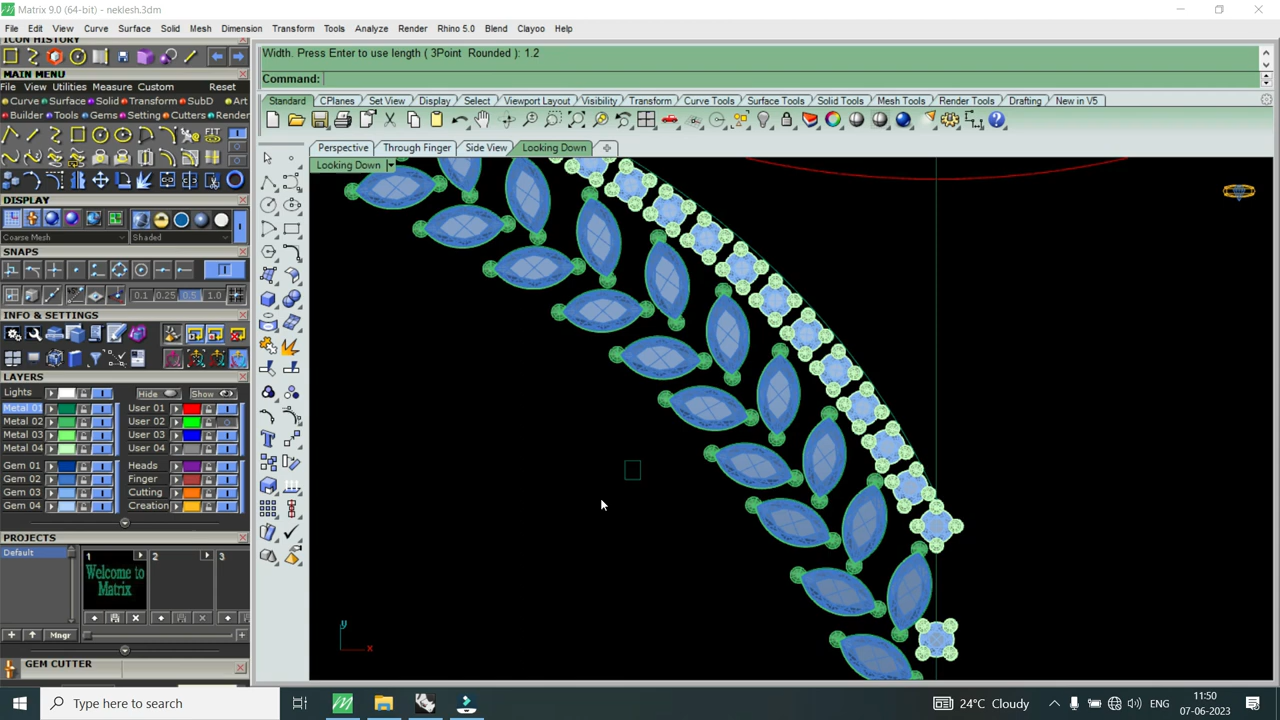 Matrix 9.0 (64-bit) - neklesh.3dm
File Edit View Curve Surface Solid Mesh Dimension Transform Tools Analyze Render Rhino 5.0 Blend Clayoo Help
ICON HISTORY
Width. Press Enter to use length ( 3Point Rounded ): 1.2
Command:
MAIN MENU
File View Utilities Measure Custom Reset
Curve Surface Solid Transform SubD Art
Builder Tools Gems Setting Cutters Render
Standard CPlanes Set View Display Select Viewport Layout Visibility Transform Curve Tools Surface Tools Solid Tools Mesh Tools Render Tools Drafting New in V5
FIT
Perspective Through Finger Side View Looking Down
Looking Down
DISPLAY
Coarse Mesh Shaded
SNAPS
0.1 0.25 0.5 1.0
INFO & SETTINGS
LAYERS
Lights Hide Show
Metal 01 User 01
Metal 02 User 02
Metal 03 User 03
Metal 04 User 04
Gem 01 Heads
Gem 02 Finger
Gem 03 Cutting
Gem 04 Creation
PROJECTS
Default 1 2 3
Welcome to
Matrix
Mngr
GEM CUTTER
y
x
Type here to search
24°C Cloudy
ENG
11:50
07-06-2023